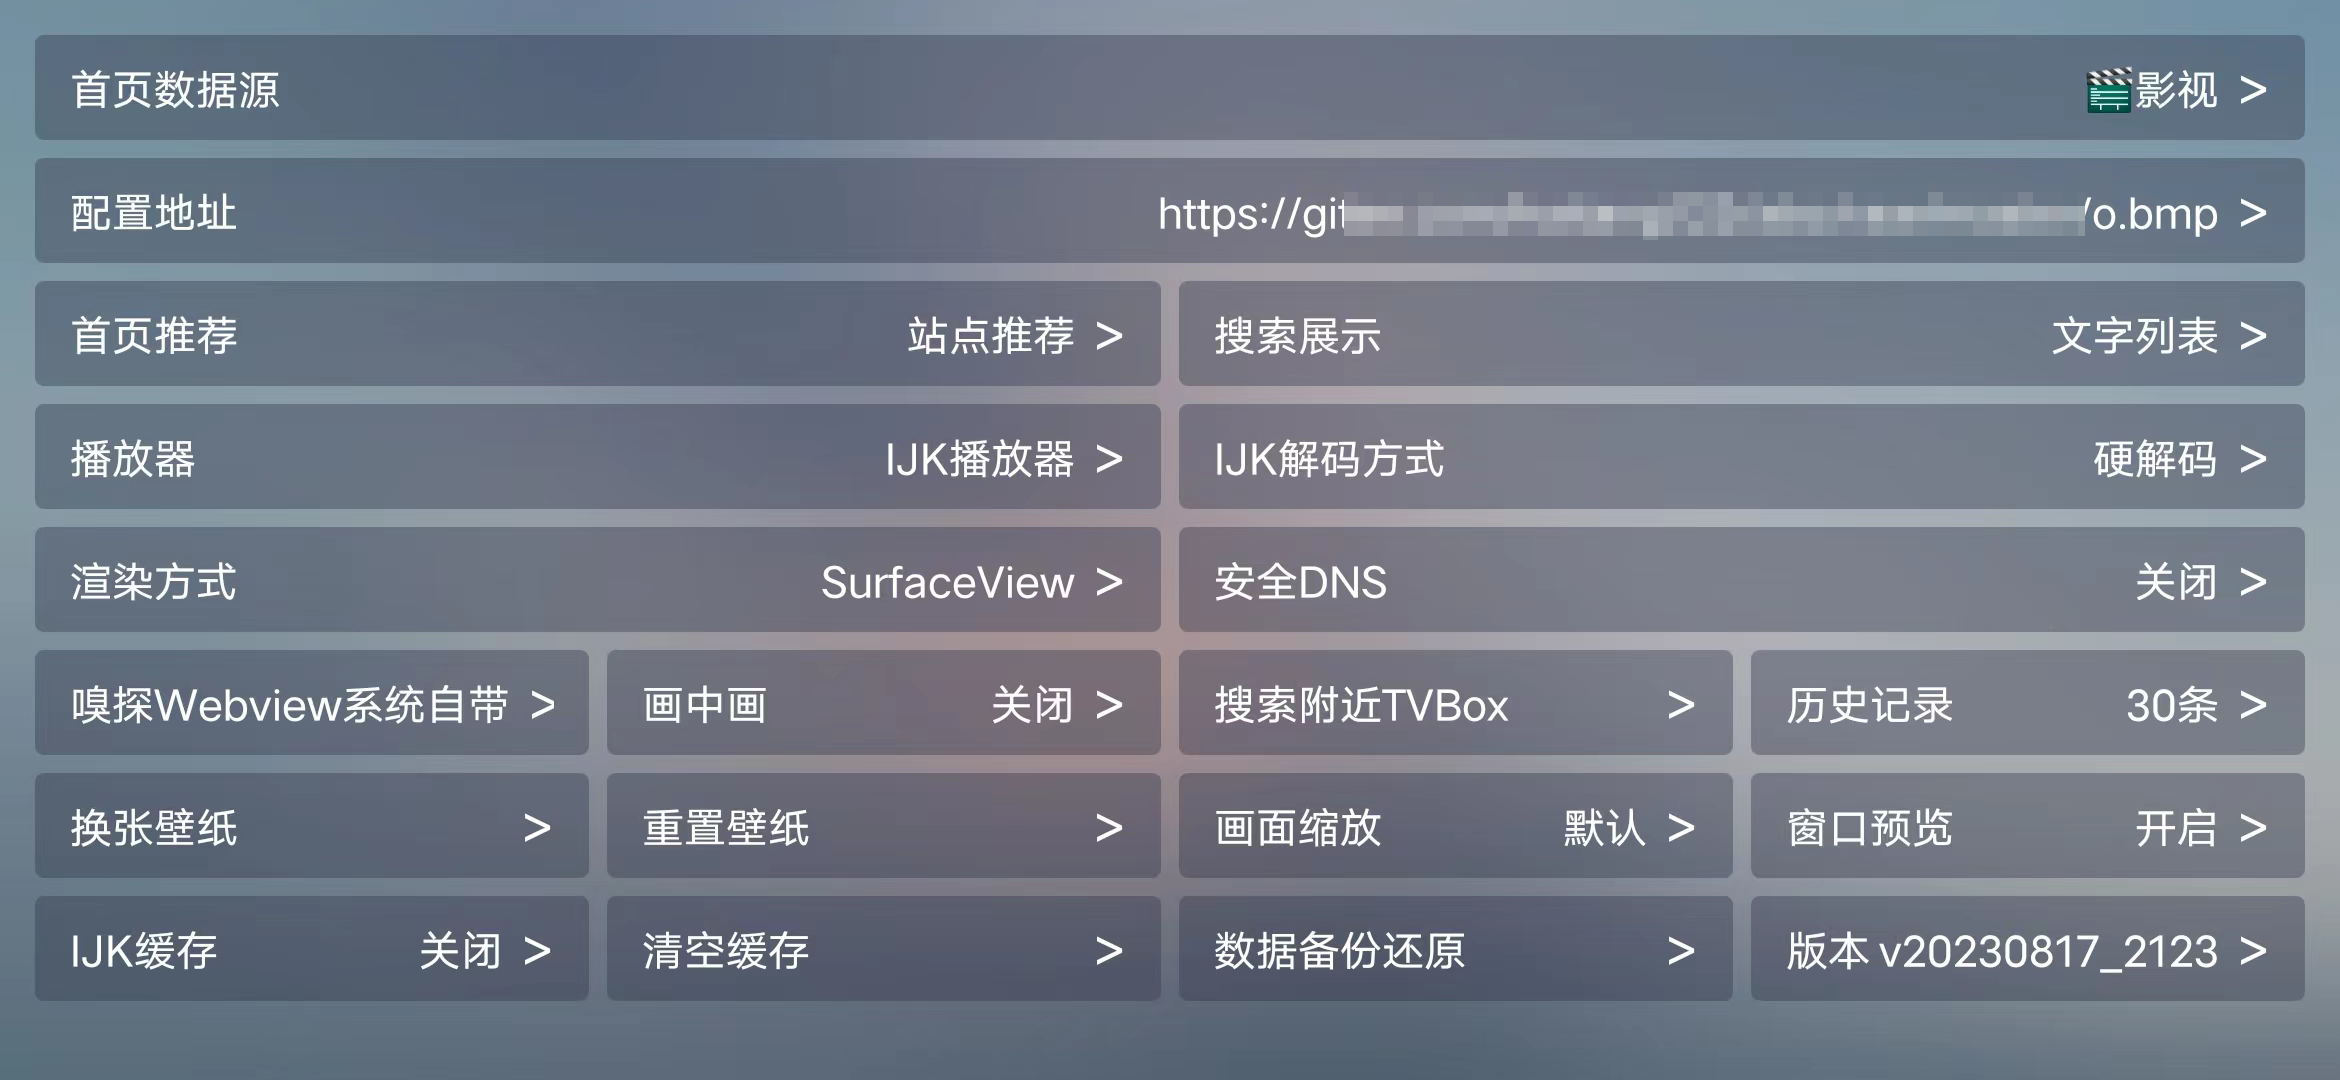 首页数据源 🎬影视 >
配置地址 https://git /o.bmp >
首页推荐 站点推荐 > 搜索展示 文字列表 >
播放器 IJK播放器 > IJK解码方式 硬解码 >
渲染方式 SurfaceView > 安全DNS 关闭 >
嗅探Webview系统自带 > 画中画 关闭 > 搜索附近TVBox > 历史记录 30条 >
换张壁纸 > 重置壁纸 > 画面缩放 默认 > 窗口预览 开启 >
IJK缓存 关闭 > 清空缓存 > 数据备份还原 > 版本 v20230817_2123 >